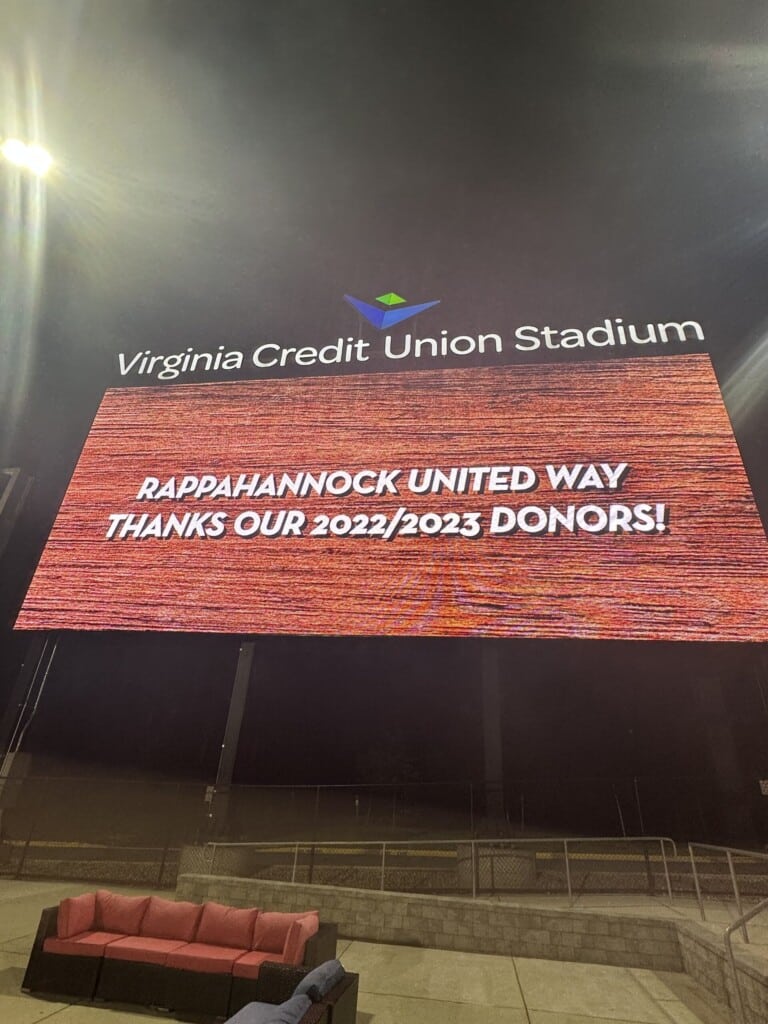 Virginia Credit Union Stadium
RAPPAHANNOCK UNITED WAY
THANKS OUR 2022/2023 DONORS!